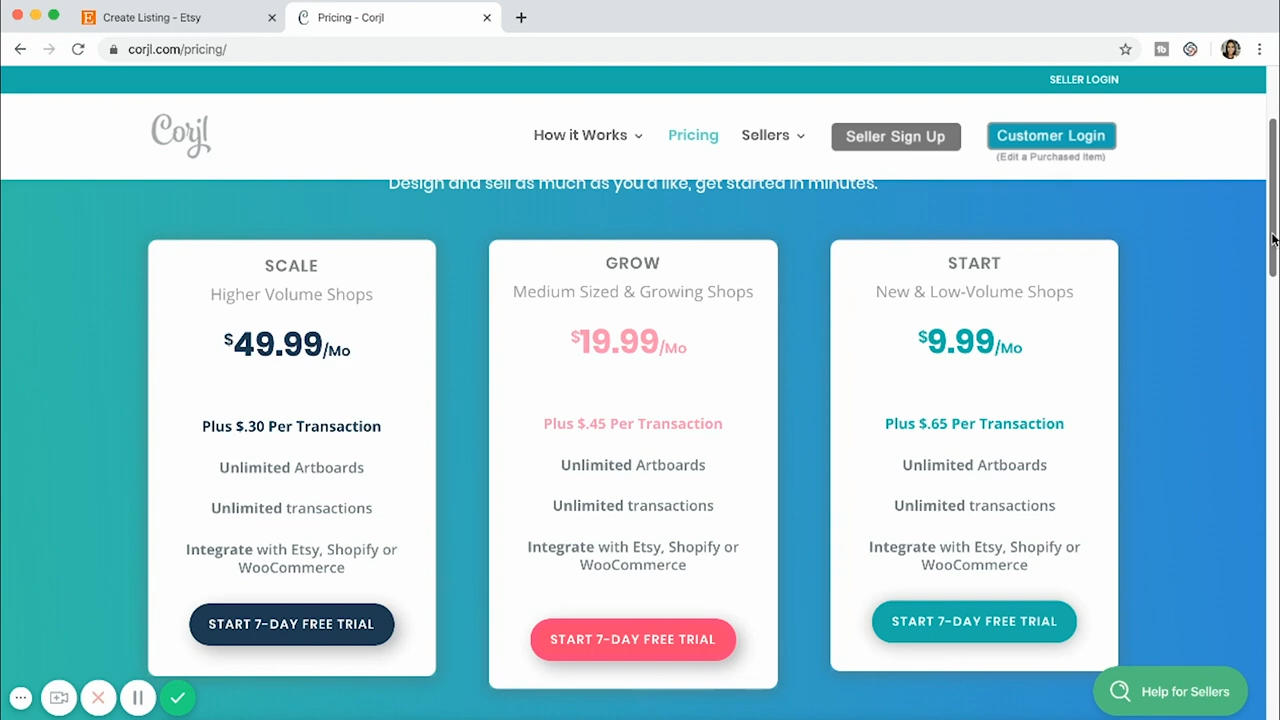 Create Listing - Etsy
Pricing - Corjl
corjl.com/pricing/
SELLER LOGIN
Corjl
How it Works
Pricing
Sellers
Seller Sign Up
Customer Login
(Edit a Purchased Item)
Design and sell as much as you'd like, get started in minutes.
SCALE
Higher Volume Shops
$49.99/Mo
Plus $.30 Per Transaction
Unlimited Artboards
Unlimited transactions
Integrate with Etsy, Shopify or
WooCommerce
START 7-DAY FREE TRIAL
GROW
Medium Sized & Growing Shops
$19.99/Mo
Plus $.45 Per Transaction
Unlimited Artboards
Unlimited transactions
Integrate with Etsy, Shopify or
WooCommerce
START 7-DAY FREE TRIAL
START
New & Low-Volume Shops
$9.99/Mo
Plus $.65 Per Transaction
Unlimited Artboards
Unlimited transactions
Integrate with Etsy, Shopify or
WooCommerce
START 7-DAY FREE TRIAL
Help for Sellers